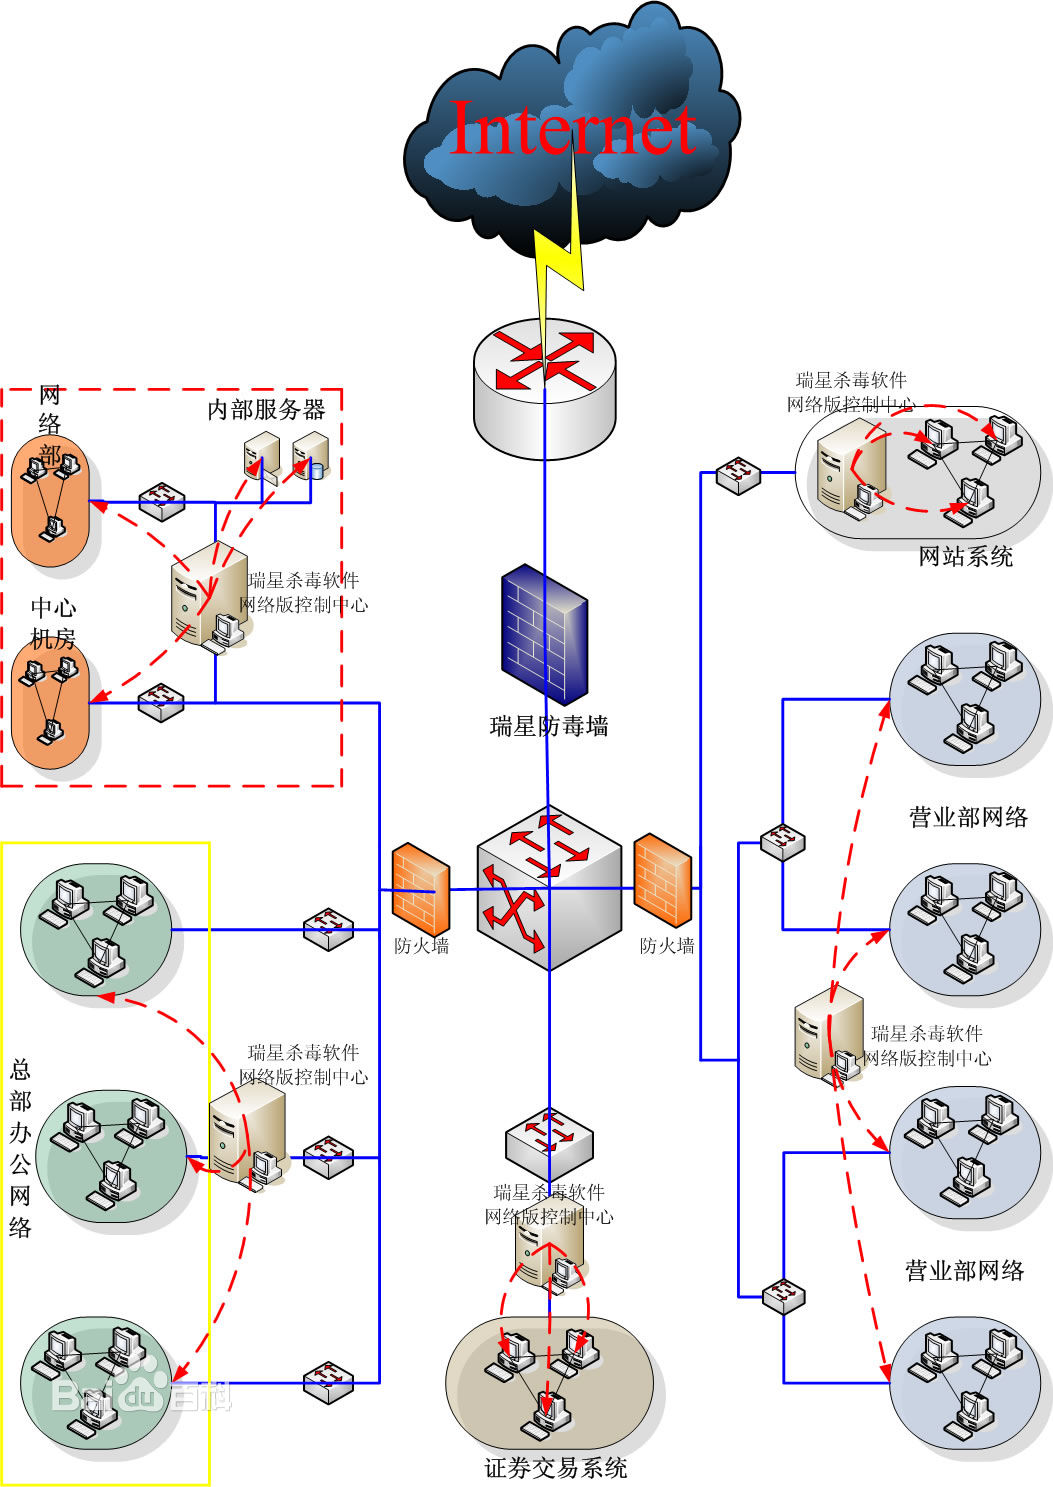 Internet
瑞星杀毒软件
网络版控制中心
网
络
部
内部服务器
网站系统
瑞星杀毒软件
网络版控制中心
中心
机房
瑞星防毒墙
营业部网络
防火墙
防火墙
瑞星杀毒软件
网络版控制中心
瑞星杀毒软件
网络版控制中心
总
部
办
公
网
络
瑞星杀毒软件
网络版控制中心
营业部网络
Baidu百科
证券交易系统